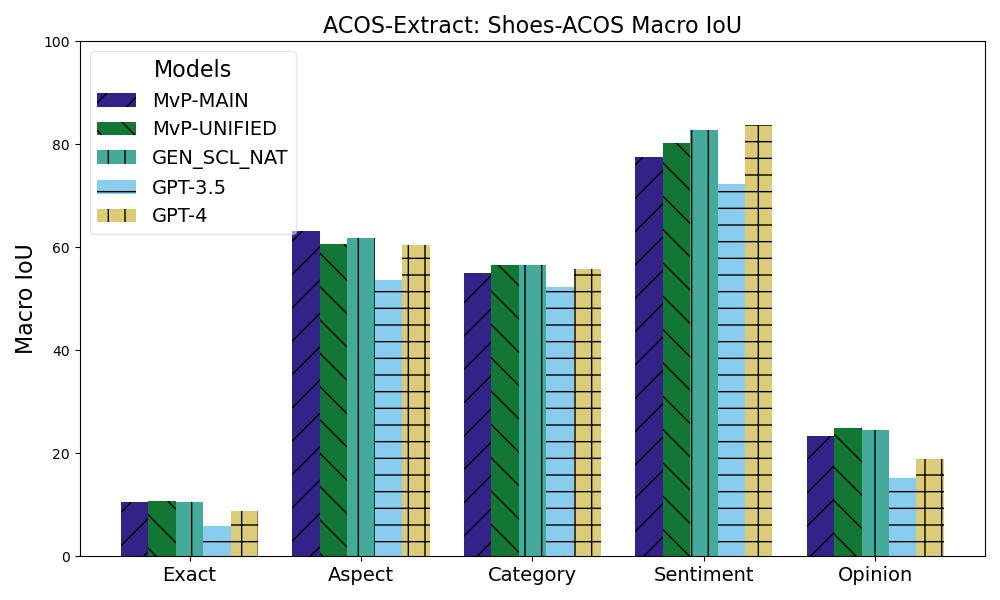 ACOS-Extract: Shoes-ACOS Macro IoU
Macro IoU
100
80
60
40
20
0
Models
MvP-MAIN
MvP-UNIFIED
GEN_SCL_NAT
GPT-3.5
GPT-4
Exact
Aspect
Category
Sentiment
Opinion